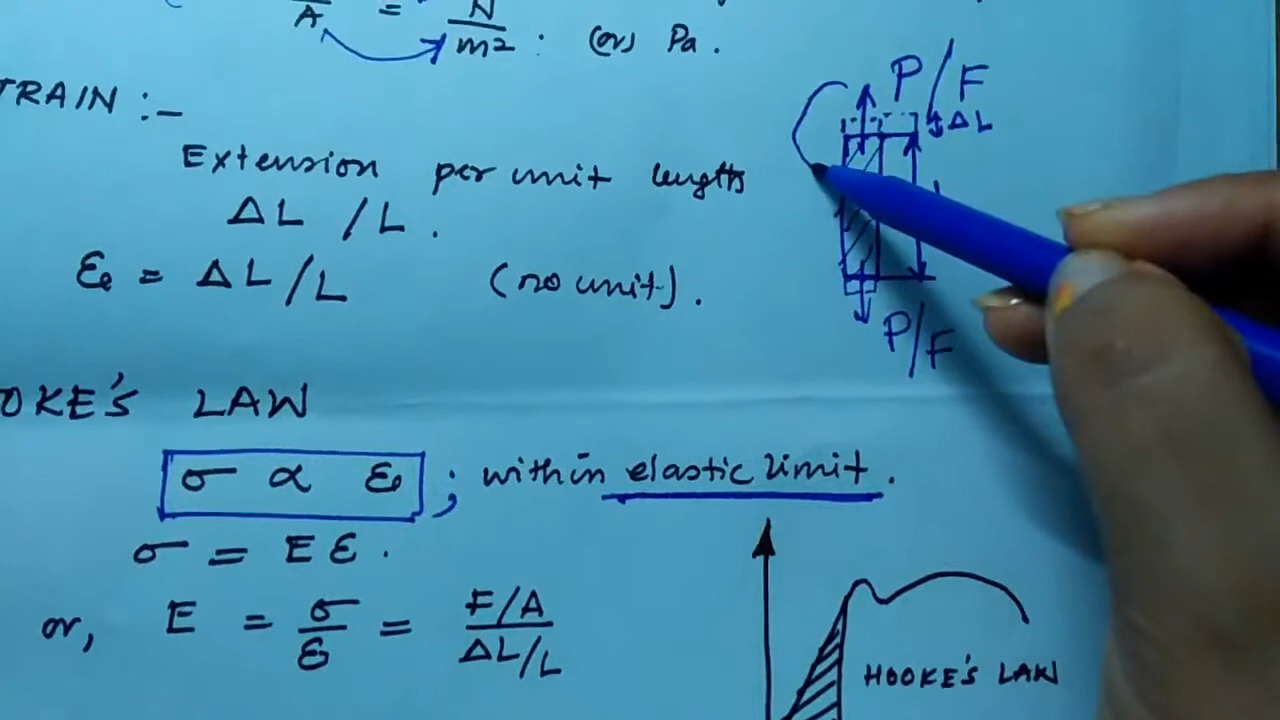 A = N/m2 . (or) Pa .
TRAIN :-
P/F
ΔL
Extension per unit length
ΔL / L .
ε = ΔL/L (no unit) .
P/F
OKE'S LAW
σ ∝ ε ; within elastic limit .
σ = E ε .
or, E = σ/ε = F/A / ΔL/L
HOOKE'S LAW